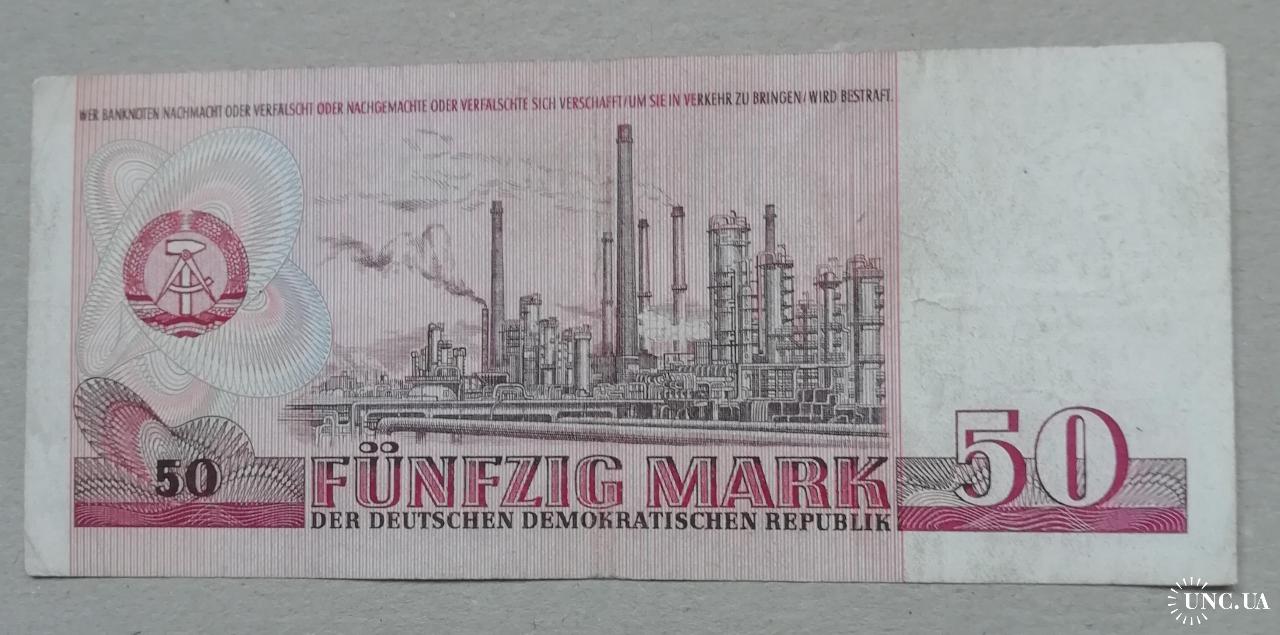 WER BANKNOTEN NACHMACHT ODER VERFÄLSCHT ODER NACHGEMACHTE ODER VERFÄLSCHTE SICH VERSCHAFFT/UM SIE IN VERKEHR ZU BRINGEN/WIRD BESTRAFT.
50
50
FÜNFZIG MARK
DER DEUTSCHEN DEMOKRATISCHEN REPUBLIK
UNC.UA